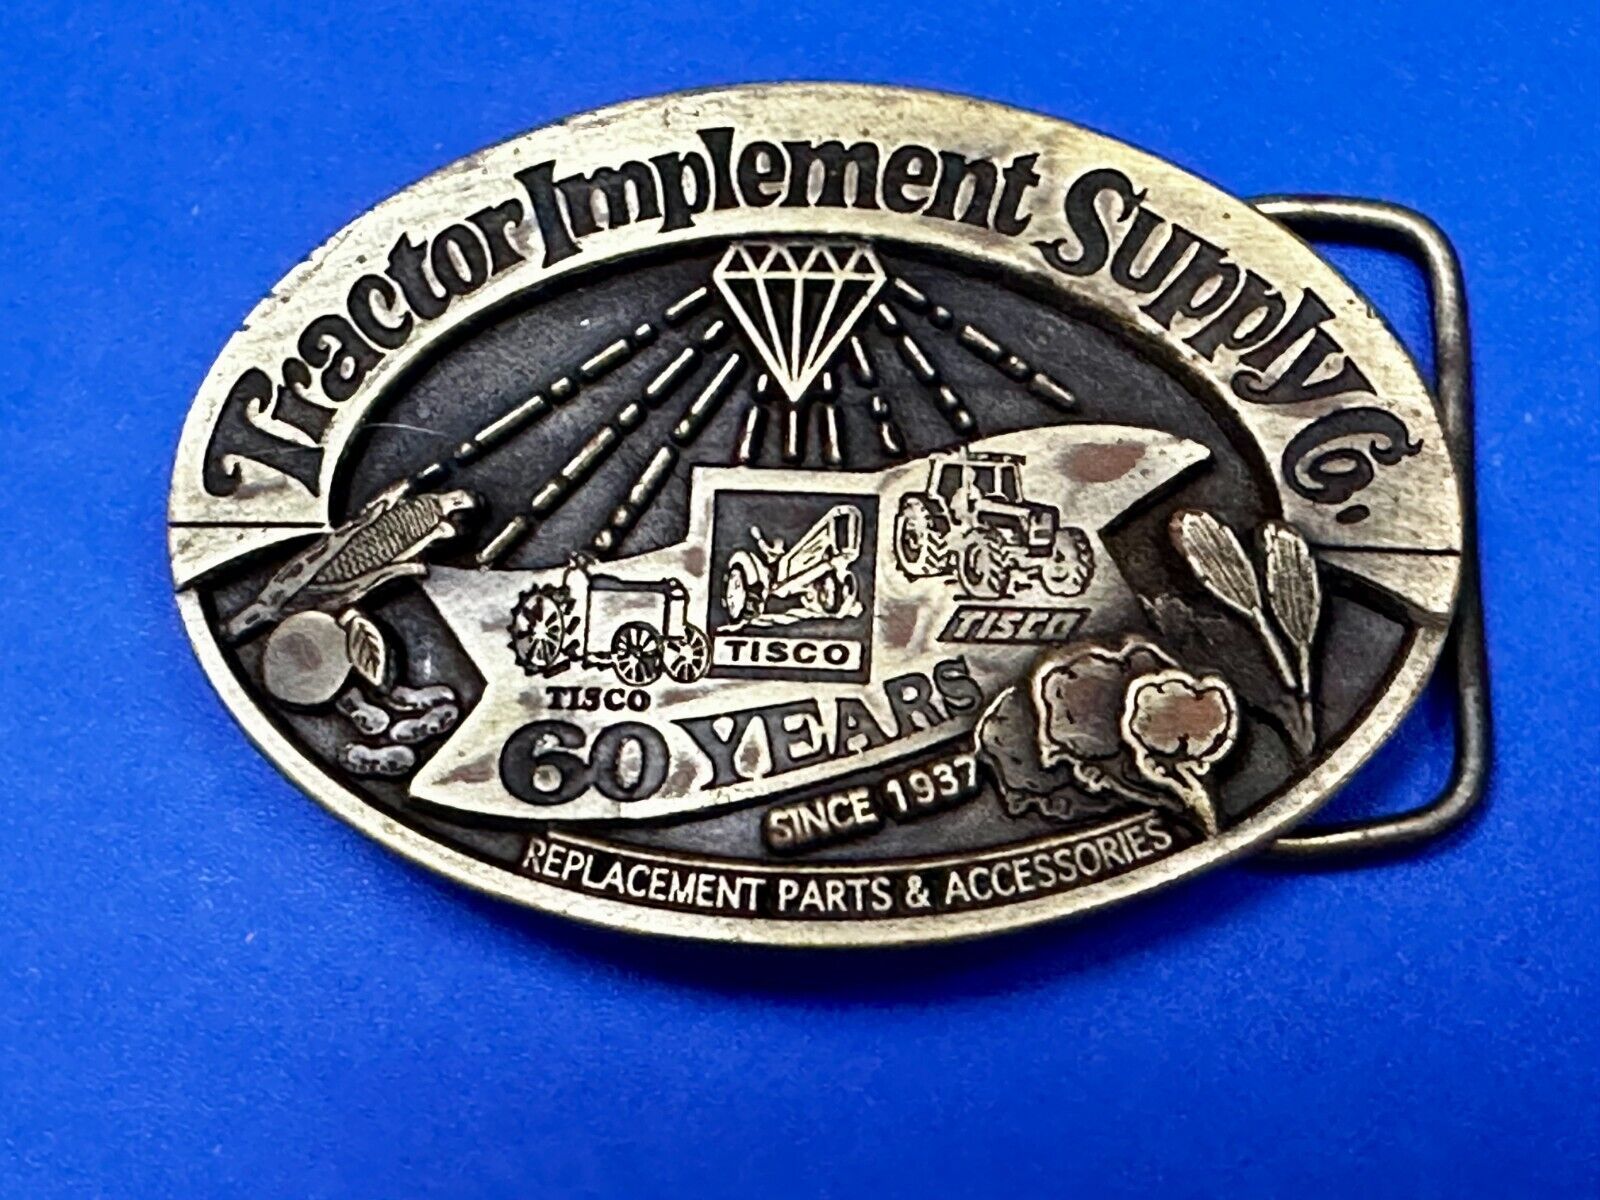 Tractor Implement Supply Co.
TISCO
TISCO
TISCO
60 YEARS
SINCE 1937
REPLACEMENT PARTS & ACCESSORIES